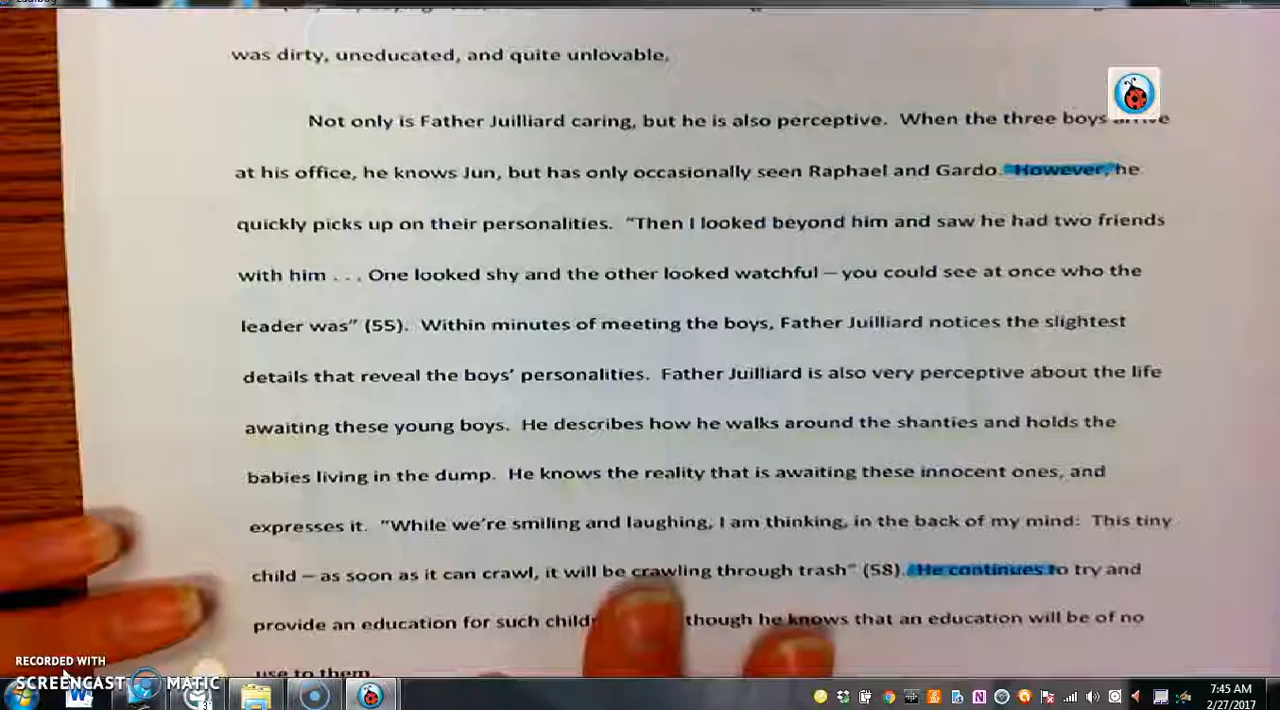 was dirty, uneducated, and quite unlovable.
Not only is Father Juilliard caring, but he is also perceptive. When the three boys arrive
at his office, he knows Jun, but has only occasionally seen Raphael and Gardo. However, he
quickly picks up on their personalities. "Then I looked beyond him and saw he had two friends
with him . . . One looked shy and the other looked watchful – you could see at once who the
leader was" (55). Within minutes of meeting the boys, Father Juilliard notices the slightest
details that reveal the boys' personalities. Father Juilliard is also very perceptive about the life
awaiting these young boys. He describes how he walks around the shanties and holds the
babies living in the dump. He knows the reality that is awaiting these innocent ones, and
expresses it. "While we're smiling and laughing, I am thinking, in the back of my mind: This tiny
child – as soon as it can crawl, it will be crawling through trash" (58). He continues to try and
provide an education for such though he knows that an education will be of no
use to them.
RECORDED WITH
SCREENCAST MATIC
7:45 AM
2/27/2017